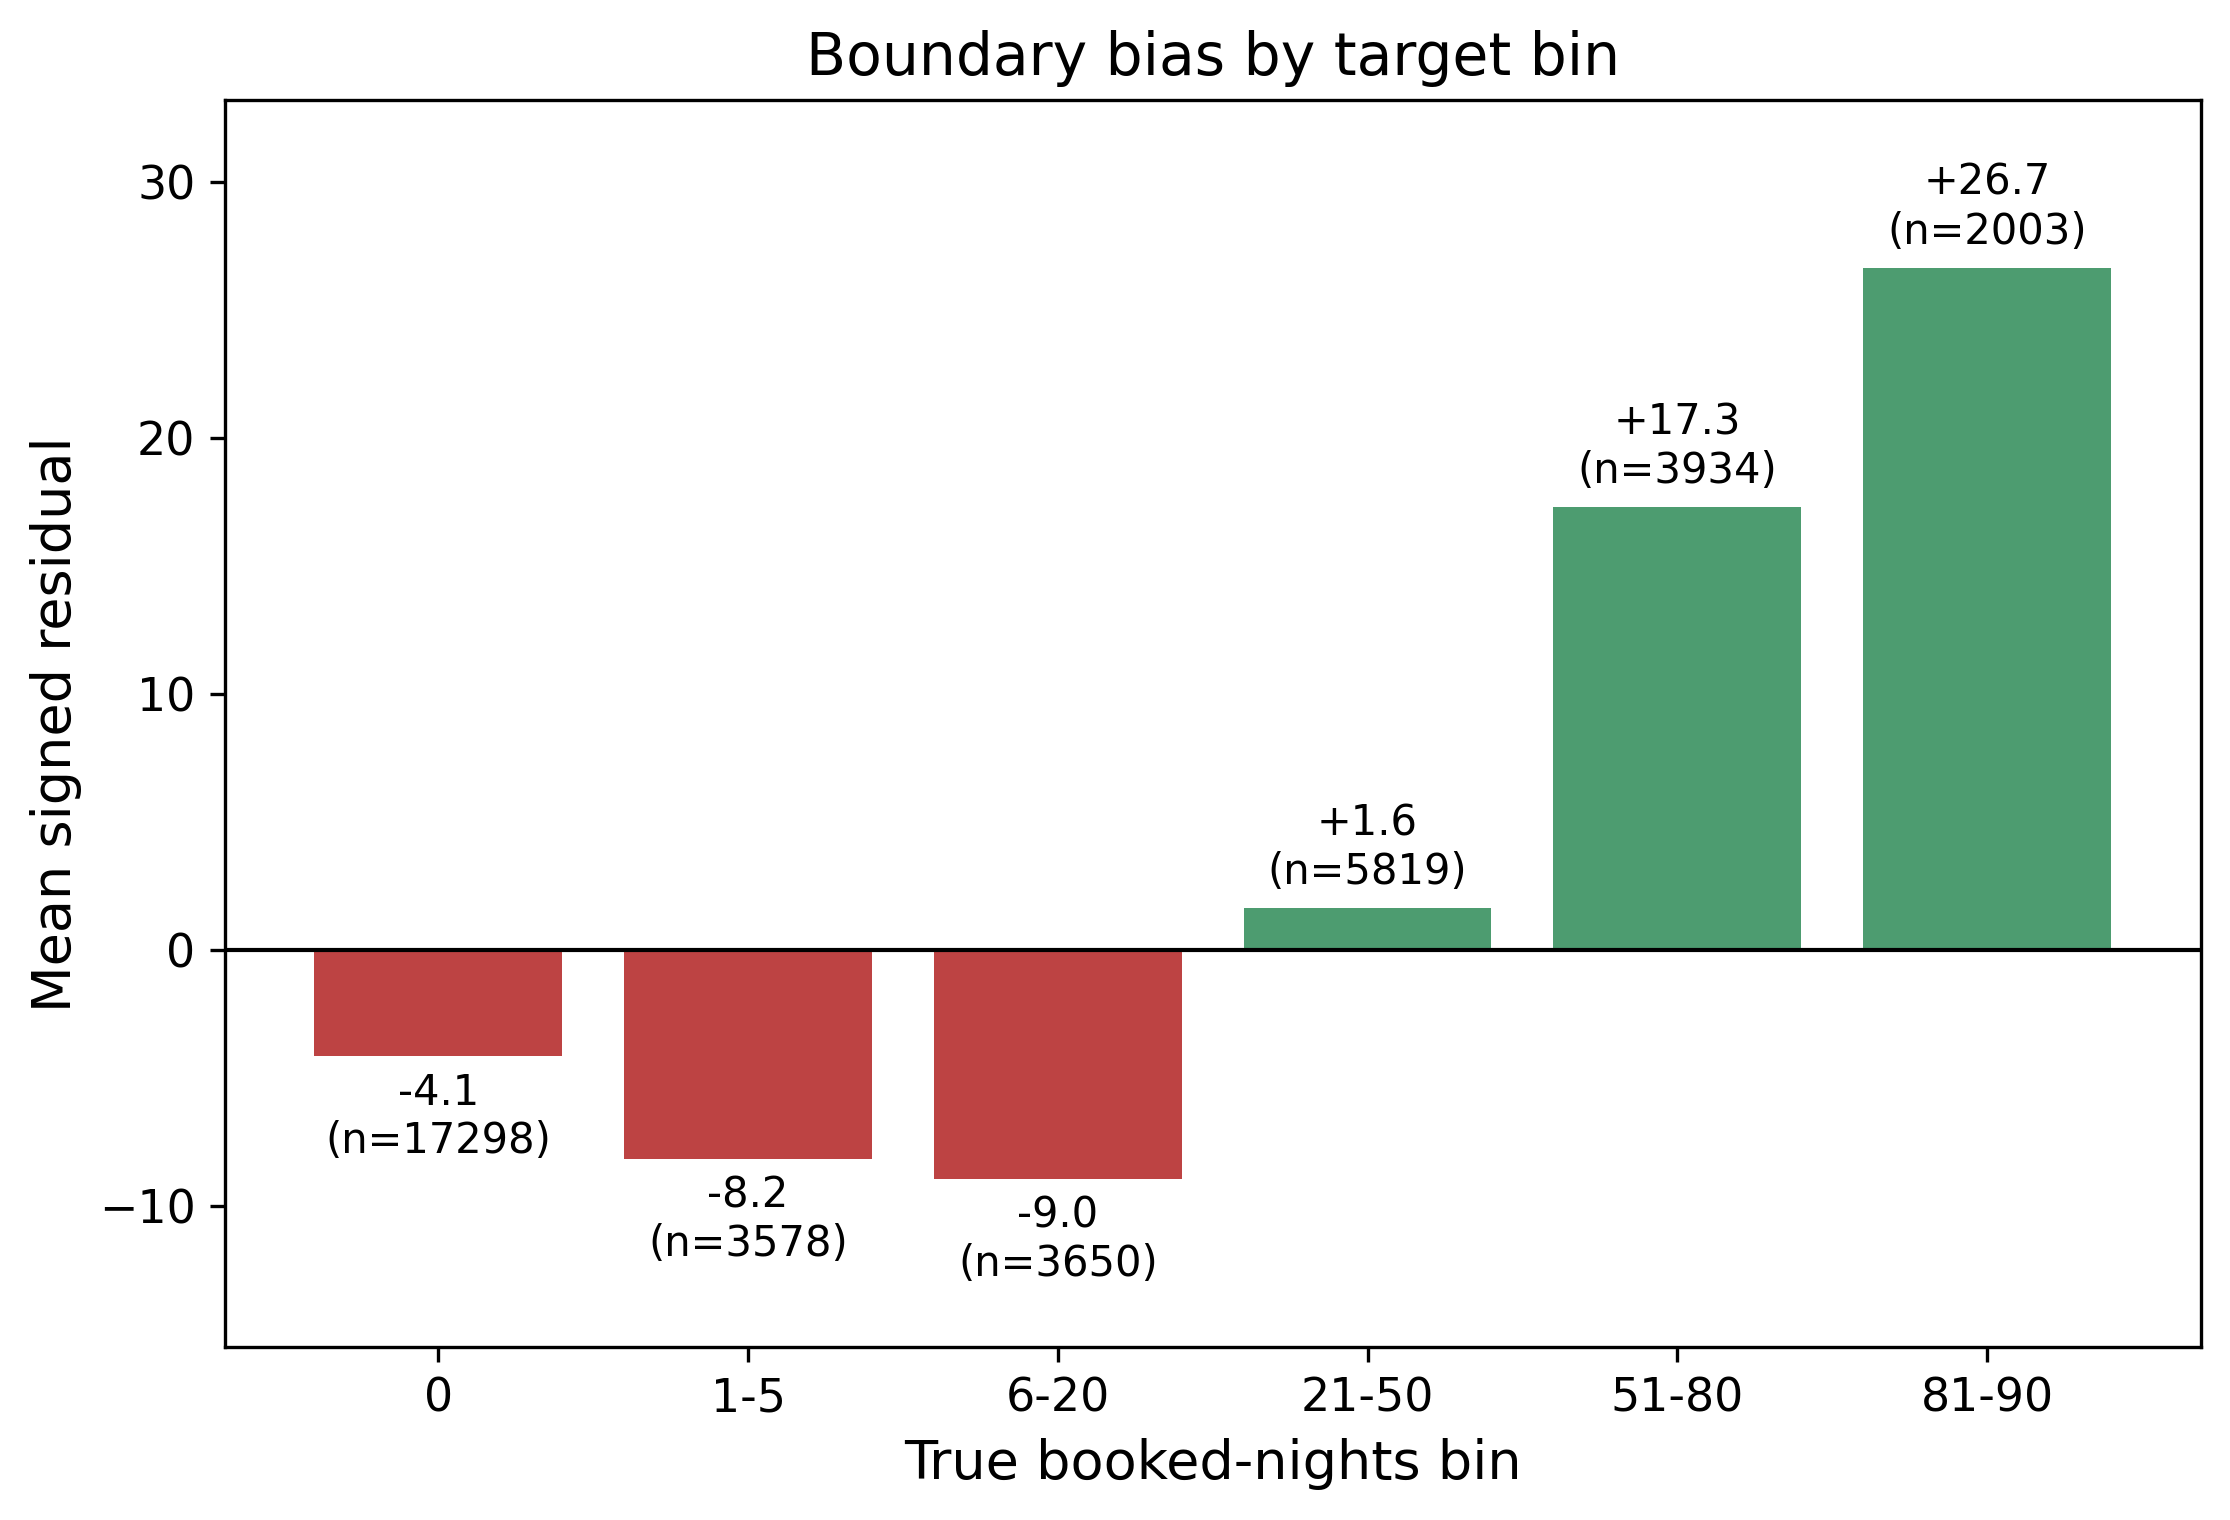 Boundary bias by target bin
Mean signed residual
30
20
10
0
−10
+26.7
(n=2003)
+17.3
(n=3934)
+1.6
(n=5819)
-4.1
(n=17298)
-8.2
(n=3578)
-9.0
(n=3650)
0 1-5 6-20 21-50 51-80 81-90
True booked-nights bin